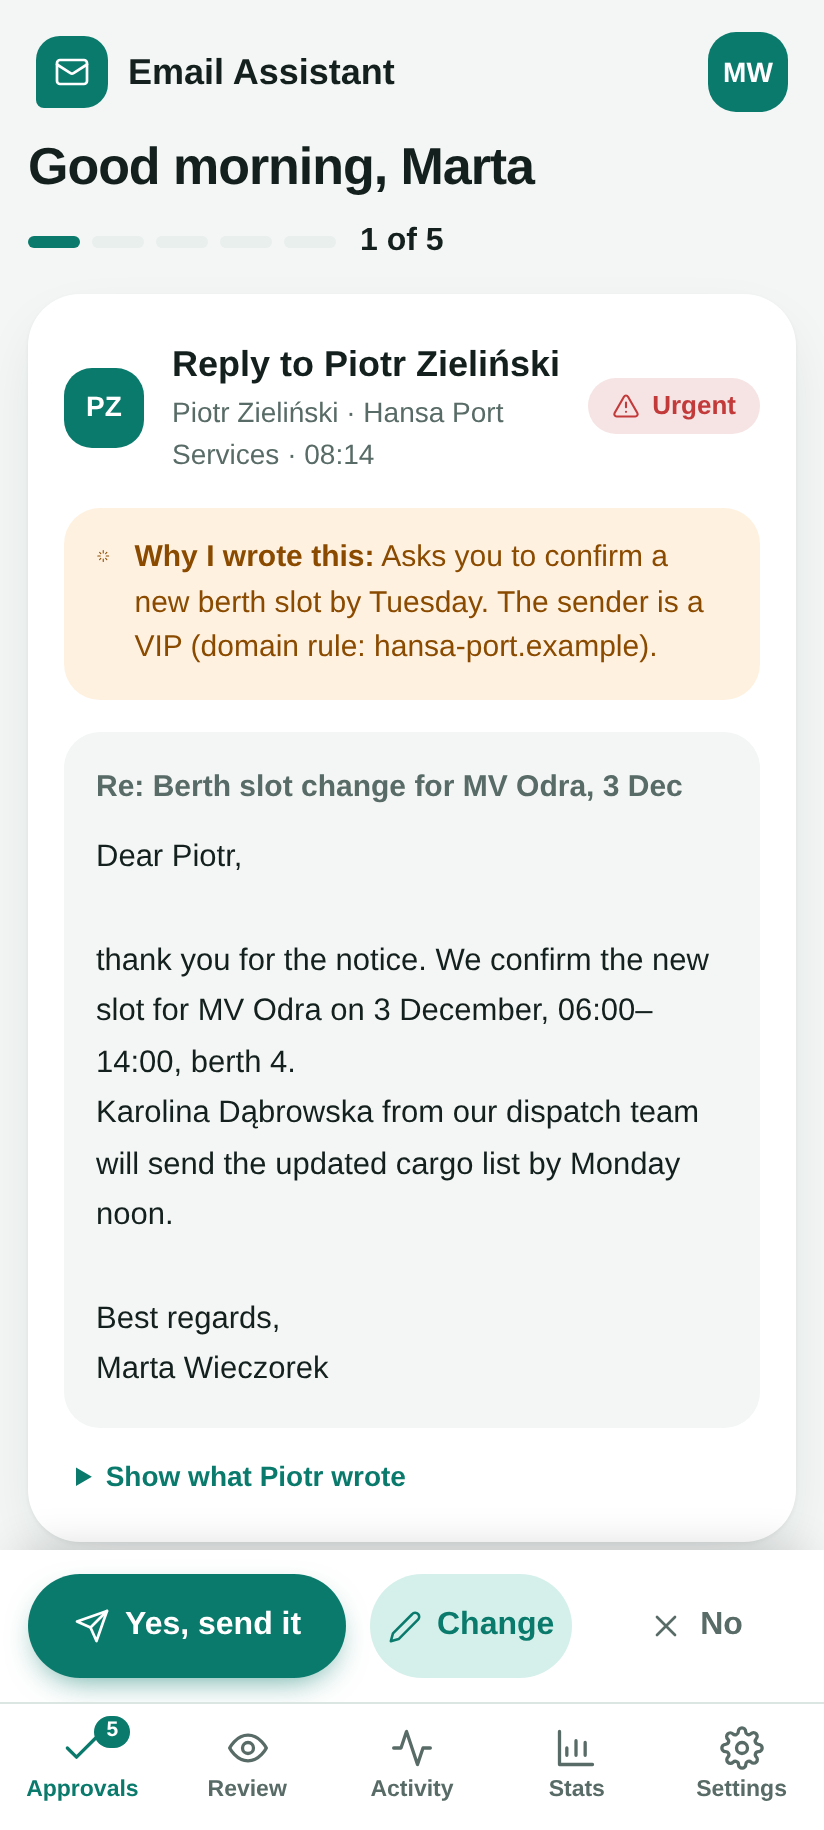 Email Assistant
MW
Good morning, Marta
1 of 5
PZ
Reply to Piotr Zieliński
Piotr Zieliński · Hansa Port
Services · 08:14
Urgent
Why I wrote this: Asks you to confirm a
new berth slot by Tuesday. The sender is a
VIP (domain rule: hansa-port.example).
Re: Berth slot change for MV Odra, 3 Dec
Dear Piotr,
thank you for the notice. We confirm the new
slot for MV Odra on 3 December, 06:00–
14:00, berth 4.
Karolina Dąbrowska from our dispatch team
will send the updated cargo list by Monday
noon.
Best regards,
Marta Wieczorek
Show what Piotr wrote
Yes, send it
Change
No
5
Approvals
Review
Activity
Stats
Settings